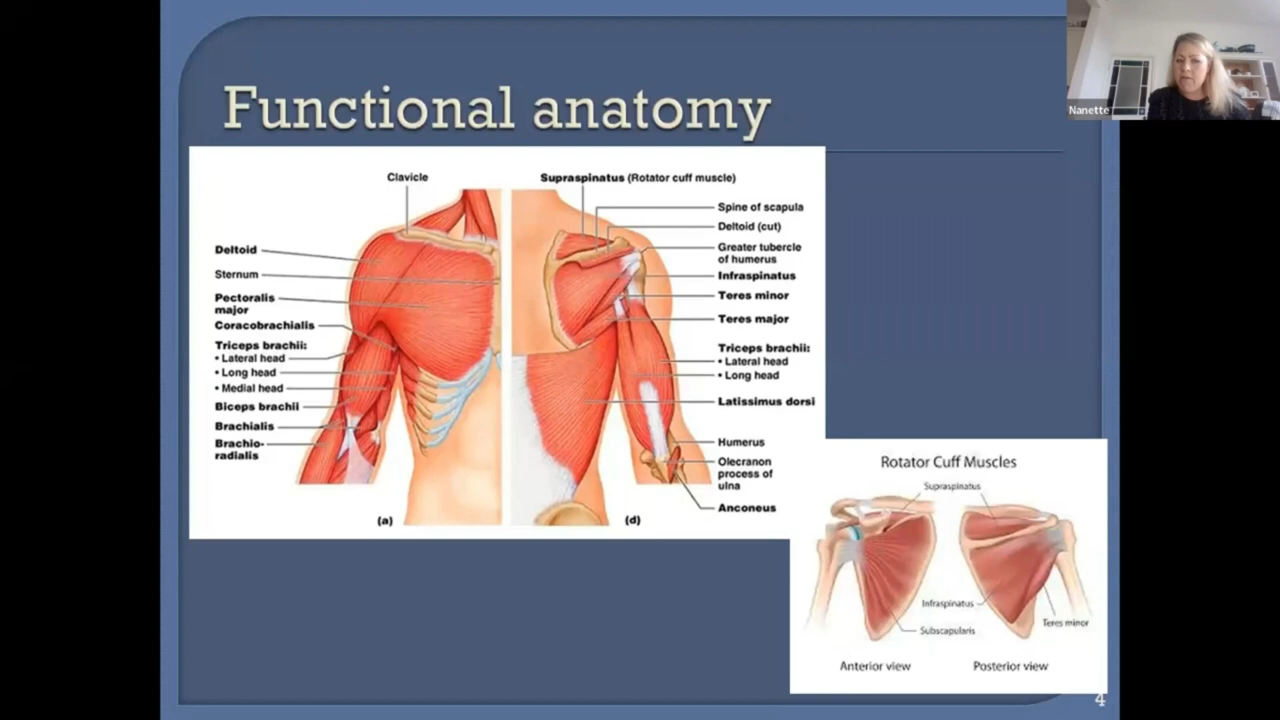 Functional anatomy
Nanette
Clavicle
Deltoid
Sternum
Pectoralis
major
Coracobrachialis
Triceps brachii:
• Lateral head
• Long head
• Medial head
Biceps brachii
Brachialis
Brachio-
radialis
(a)
Supraspinatus (Rotator cuff muscle)
Spine of scapula
Deltoid (cut)
Greater tubercle
of humerus
Infraspinatus
Teres minor
Teres major
Triceps brachii:
• Lateral head
• Long head
Latissimus dorsi
Humerus
Olecranon
process of
ulna
Anconeus
(d)
Rotator Cuff Muscles
Supraspinatus
Infraspinatus
Subscapularis
Teres minor
Anterior view
Posterior view
4